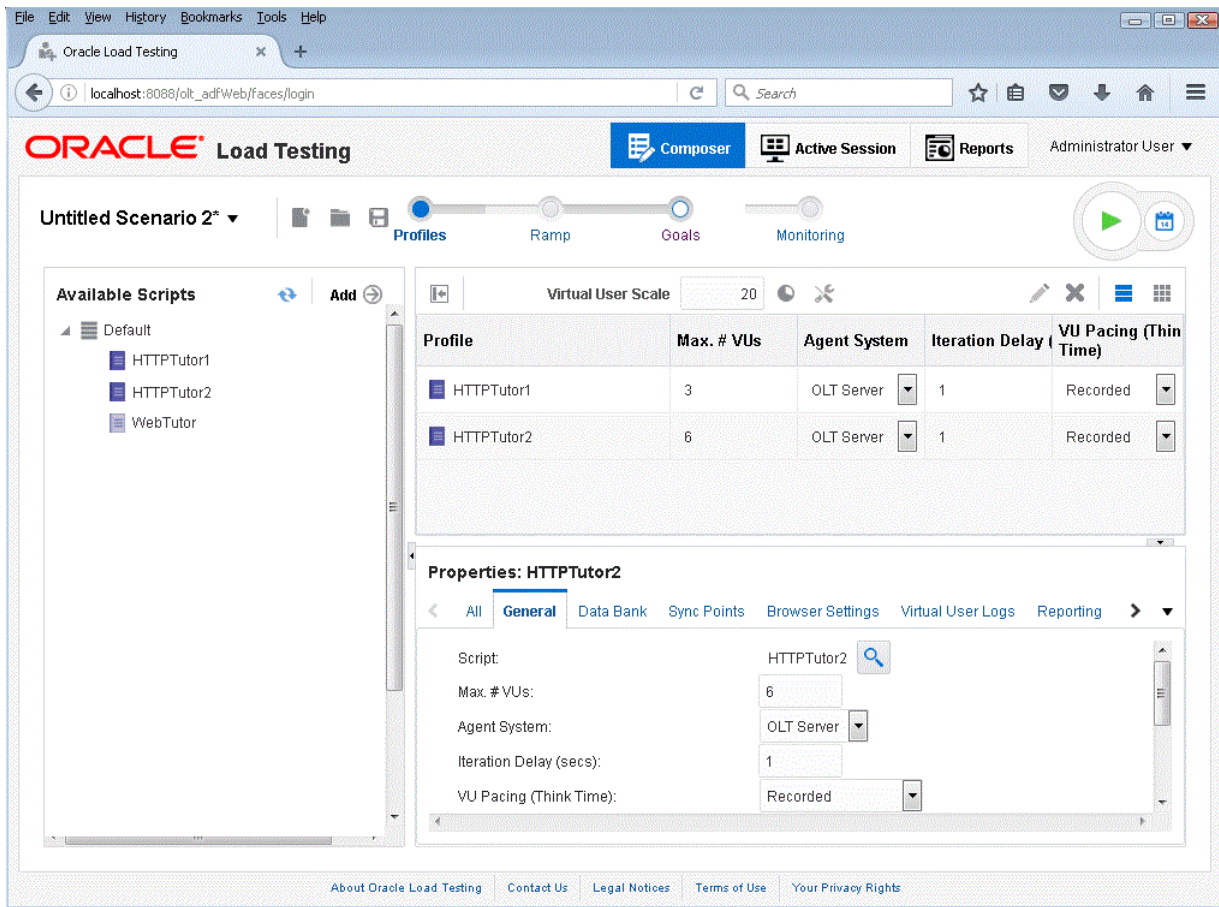 File Edit View History Bookmarks Tools Help
Oracle Load Testing
localhost:8088/olt_adfWeb/faces/login
Search
ORACLE Load Testing
Composer
Active Session
Reports
Administrator User
Untitled Scenario 2*
Profiles
Ramp
Goals
Monitoring
14
Available Scripts
Add
Default
HTTPTutor1
HTTPTutor2
WebTutor
Virtual User Scale 20
Profile Max. # VUs Agent System Iteration Delay ( VU Pacing (Thin
Time)
HTTPTutor1 3 OLT Server 1 Recorded
HTTPTutor2 6 OLT Server 1 Recorded
Properties: HTTPTutor2
All General Data Bank Sync Points Browser Settings Virtual User Logs Reporting
Script: HTTPTutor2
Max. # VUs: 6
Agent System: OLT Server
Iteration Delay (secs): 1
VU Pacing (Think Time): Recorded
About Oracle Load Testing Contact Us Legal Notices Terms of Use Your Privacy Rights